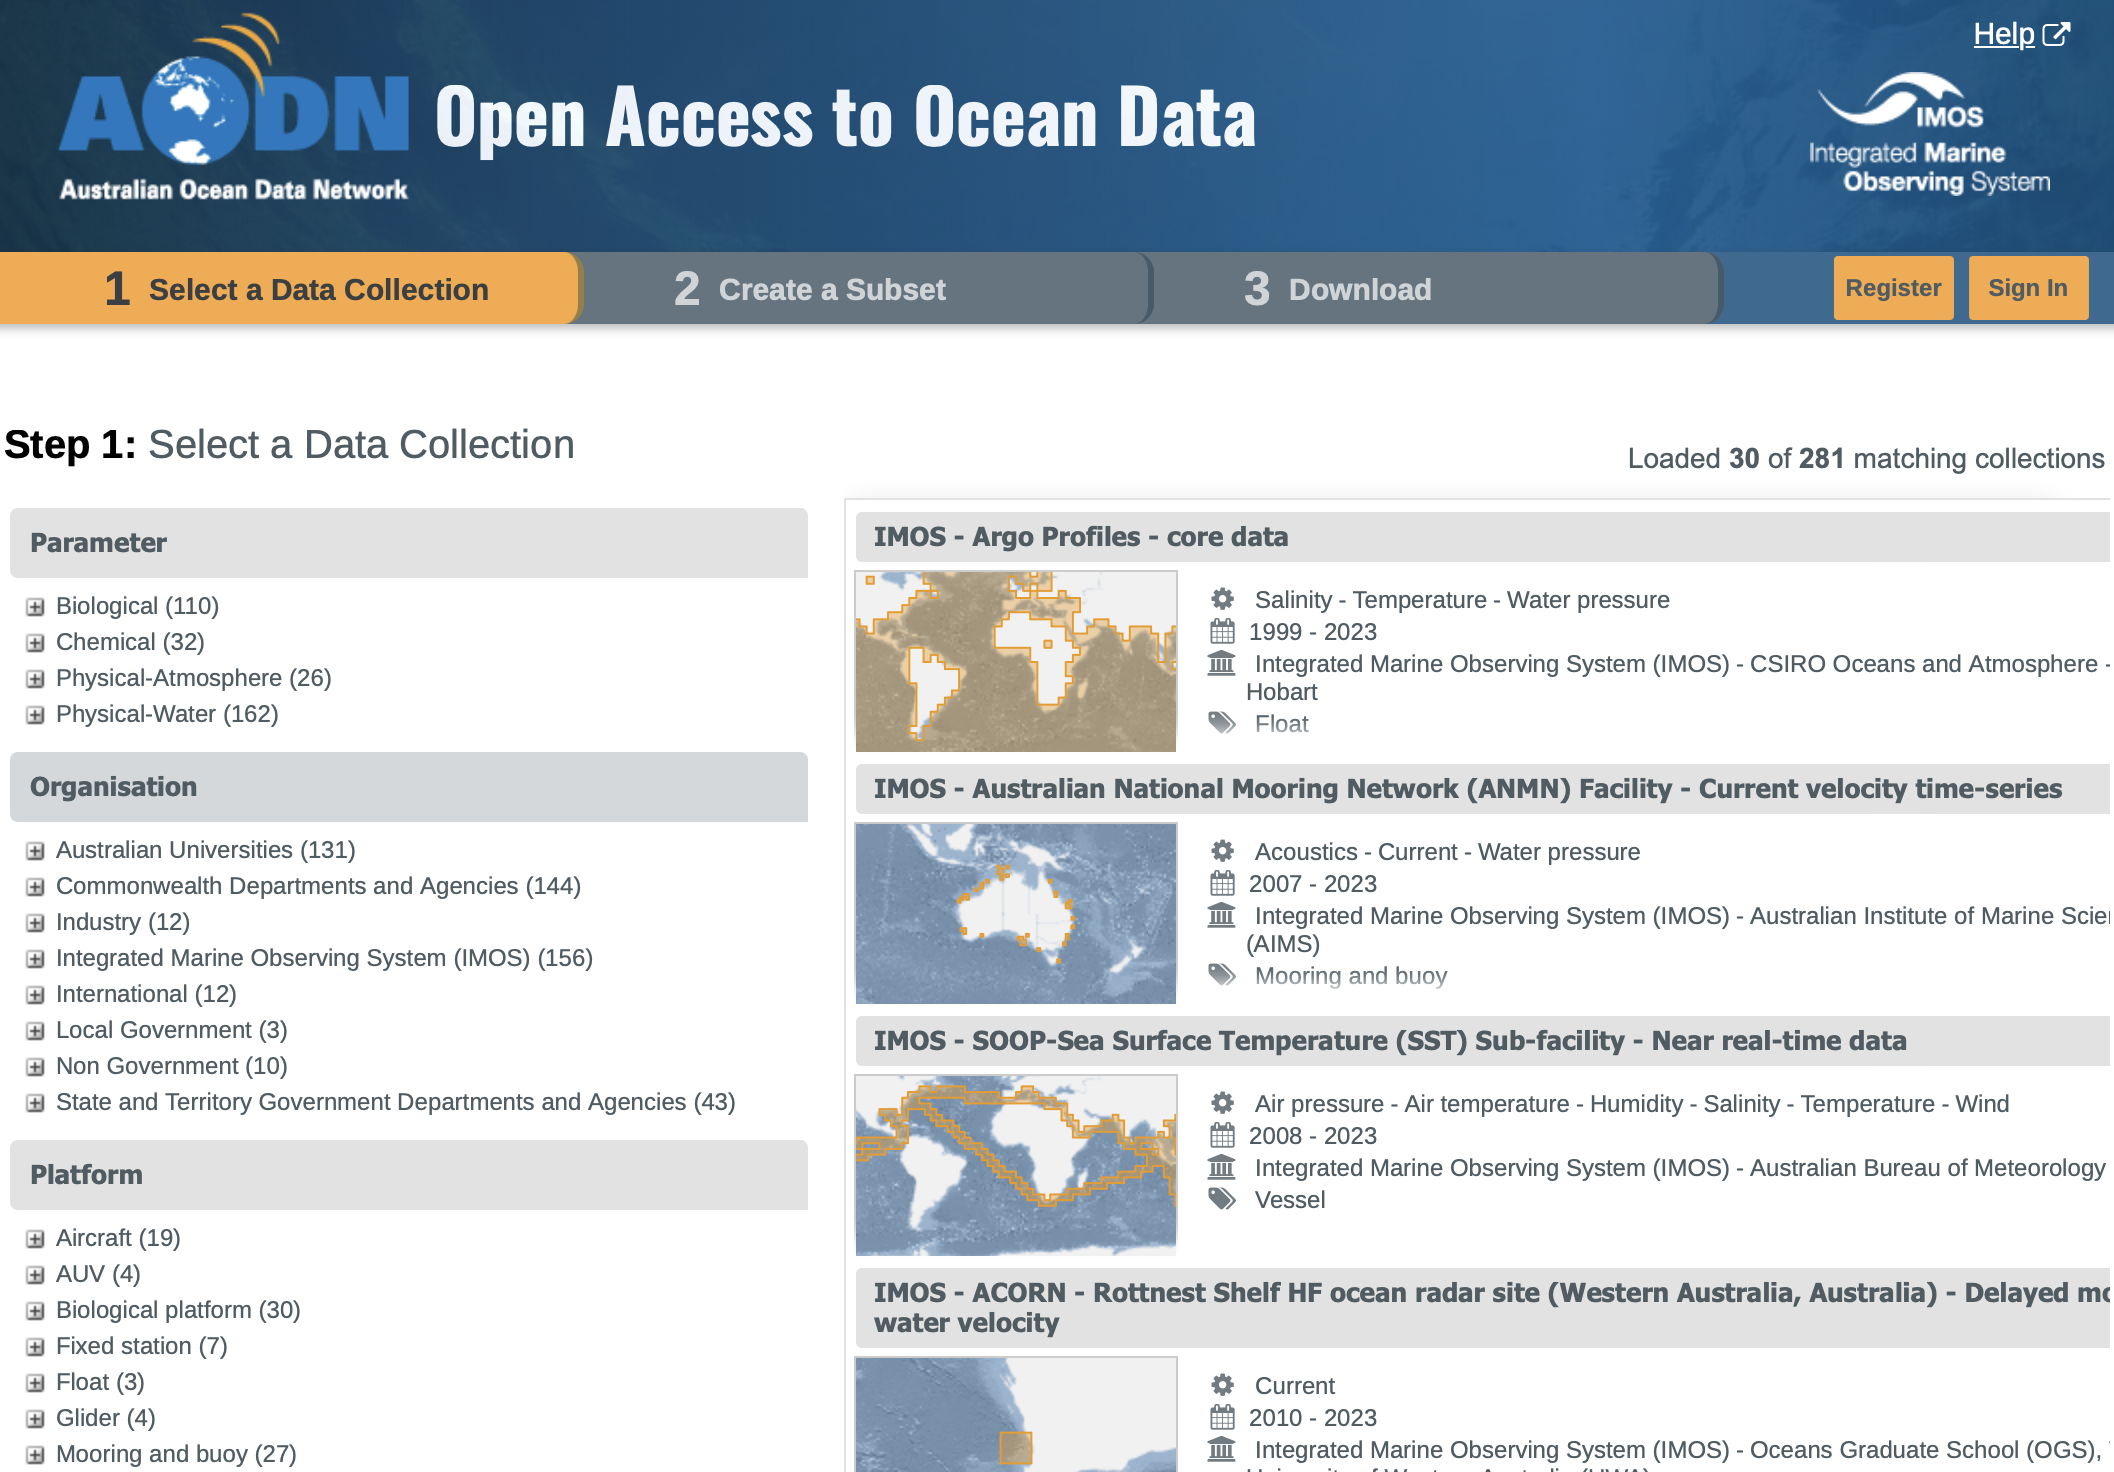 Help
AODN
Australian Ocean Data Network
Open Access to Ocean Data
IMOS
Integrated Marine
Observing System
1 Select a Data Collection
2 Create a Subset
3 Download
Register
Sign In
Step 1: Select a Data Collection
Loaded 30 of 281 matching collections
Parameter
Biological (110)
Chemical (32)
Physical-Atmosphere (26)
Physical-Water (162)
Organisation
Australian Universities (131)
Commonwealth Departments and Agencies (144)
Industry (12)
Integrated Marine Observing System (IMOS) (156)
International (12)
Local Government (3)
Non Government (10)
State and Territory Government Departments and Agencies (43)
Platform
Aircraft (19)
AUV (4)
Biological platform (30)
Fixed station (7)
Float (3)
Glider (4)
Mooring and buoy (27)
IMOS - Argo Profiles - core data
Salinity - Temperature - Water pressure
1999 - 2023
Integrated Marine Observing System (IMOS) - CSIRO Oceans and Atmosphere -
Hobart
Float
IMOS - Australian National Mooring Network (ANMN) Facility - Current velocity time-series
Acoustics - Current - Water pressure
2007 - 2023
Integrated Marine Observing System (IMOS) - Australian Institute of Marine
(AIMS)
Mooring and buoy
IMOS - SOOP-Sea Surface Temperature (SST) Sub-facility - Near real-time data
Air pressure - Air temperature - Humidity - Salinity - Temperature - Wind
2008 - 2023
Integrated Marine Observing System (IMOS) - Australian Bureau of Meteorology
Vessel
IMOS - ACORN - Rottnest Shelf HF ocean radar site (Western Australia, Australia) - Delayed
water velocity
Current
2010 - 2023
Integrated Marine Observing System (IMOS) - Oceans Graduate School (OGS),